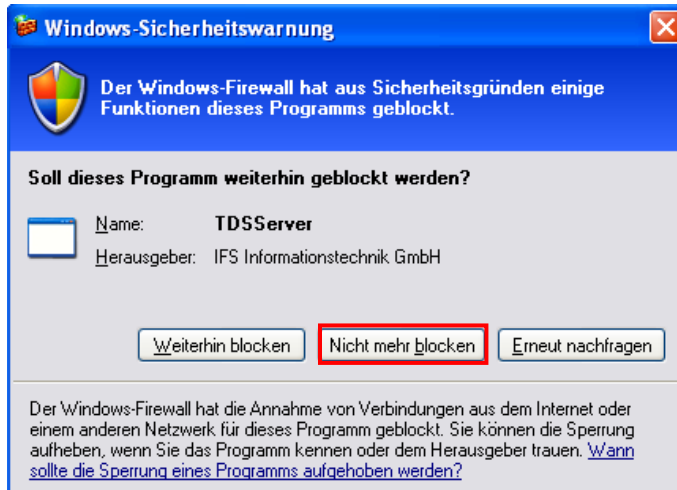 Windows-Sicherheitswarnung
Der Windows-Firewall hat aus Sicherheitsgründen einige
Funktionen dieses Programms geblockt.
Soll dieses Programm weiterhin geblockt werden?
Name: TDSServer
Herausgeber: IFS Informationstechnik GmbH
Weiterhin blocken Nicht mehr blocken Erneut nachfragen
Der Windows-Firewall hat die Annahme von Verbindungen aus dem Internet oder
einem anderen Netzwerk für dieses Programm geblockt. Sie können die Sperrung
aufheben, wenn Sie das Programm kennen oder dem Herausgeber trauen. Wann
sollte die Sperrung eines Programms aufgehoben werden?